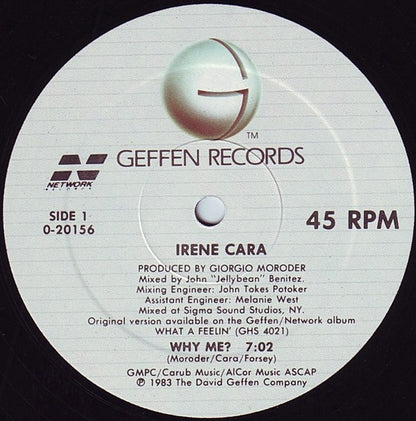 G
TM
GEFFEN RECORDS
N
NETWORK
RECORDS
SIDE 1
0-20156
45 RPM
IRENE CARA
PRODUCED BY GIORGIO MORODER
Mixed by John "Jellybean" Benitez.
Mixing Engineer: John Takes Potoker
Assistant Engineer: Melanie West
Mixed at Sigma Sound Studios, NY.
Original version available on the Geffen/Network album
WHAT A FEELIN' (GHS 4021)
WHY ME? 7:02
(Moroder/Cara/Forsey)
GMPC/Carub Music/AlCor Music ASCAP
℗ 1983 The David Geffen Company